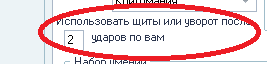 Использовать щиты или уворот после
2 ударов по вам
Набор умений